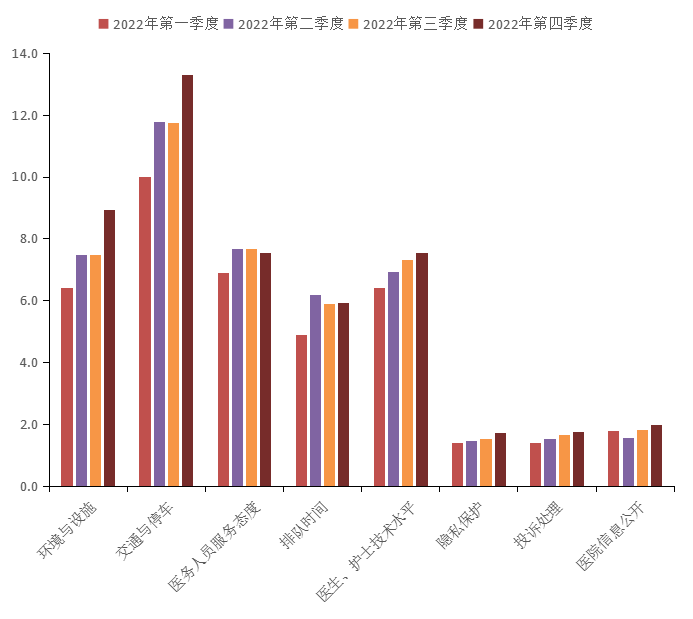 2022年第一季度 2022年第二季度 2022年第三季度 2022年第四季度
14.0
12.0
10.0
8.0
6.0
4.0
2.0
0.0
环境与设施
交通与停车
医务人员服务态度
排队时间
医生、护士技术水平
隐私保护
投诉处理
医院信息公开